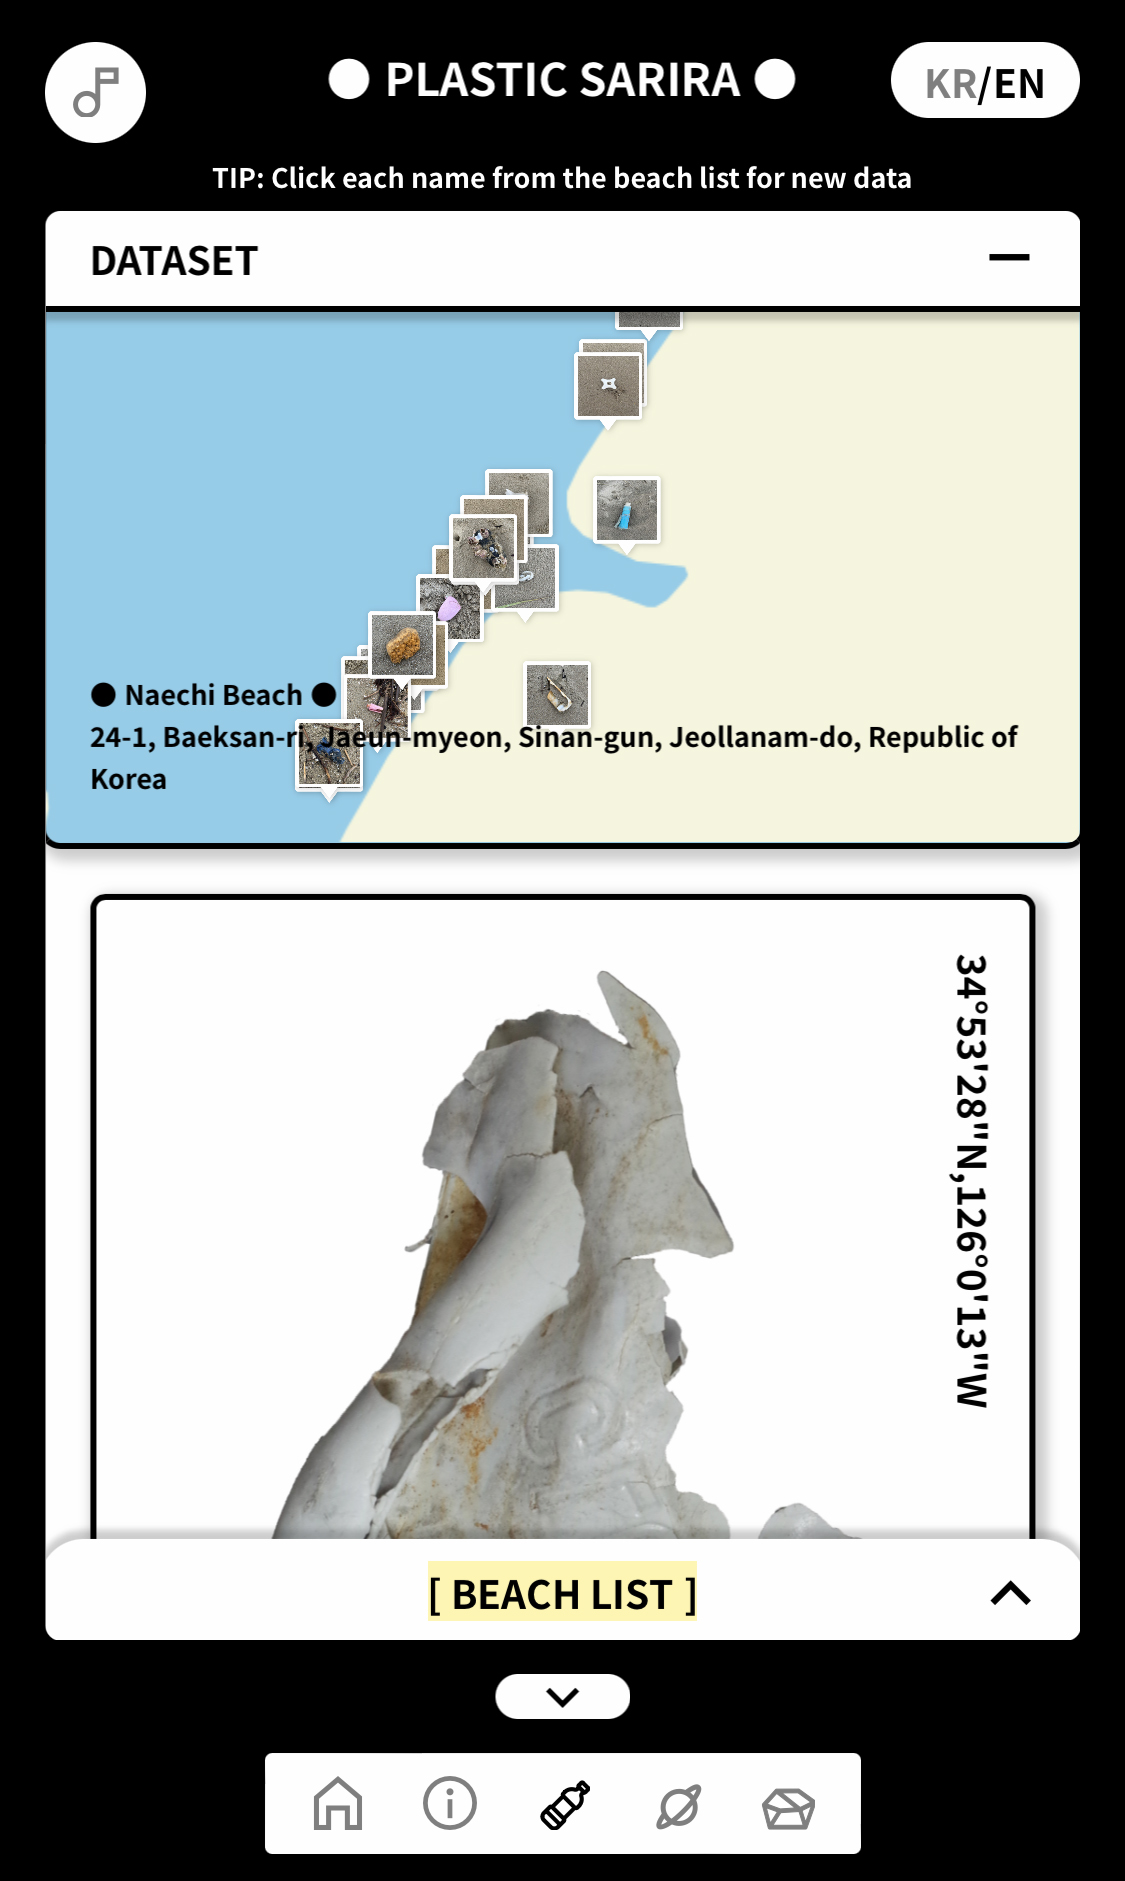 ● PLASTIC SARIRA ●
KR/EN
TIP: Click each name from the beach list for new data
DATASET
● Naechi Beach ●
24-1, Baeksan-ri, Jaeun-myeon, Sinan-gun, Jeollanam-do, Republic of
Korea
34°53'28"N,126°0'13"W
[ BEACH LIST ]